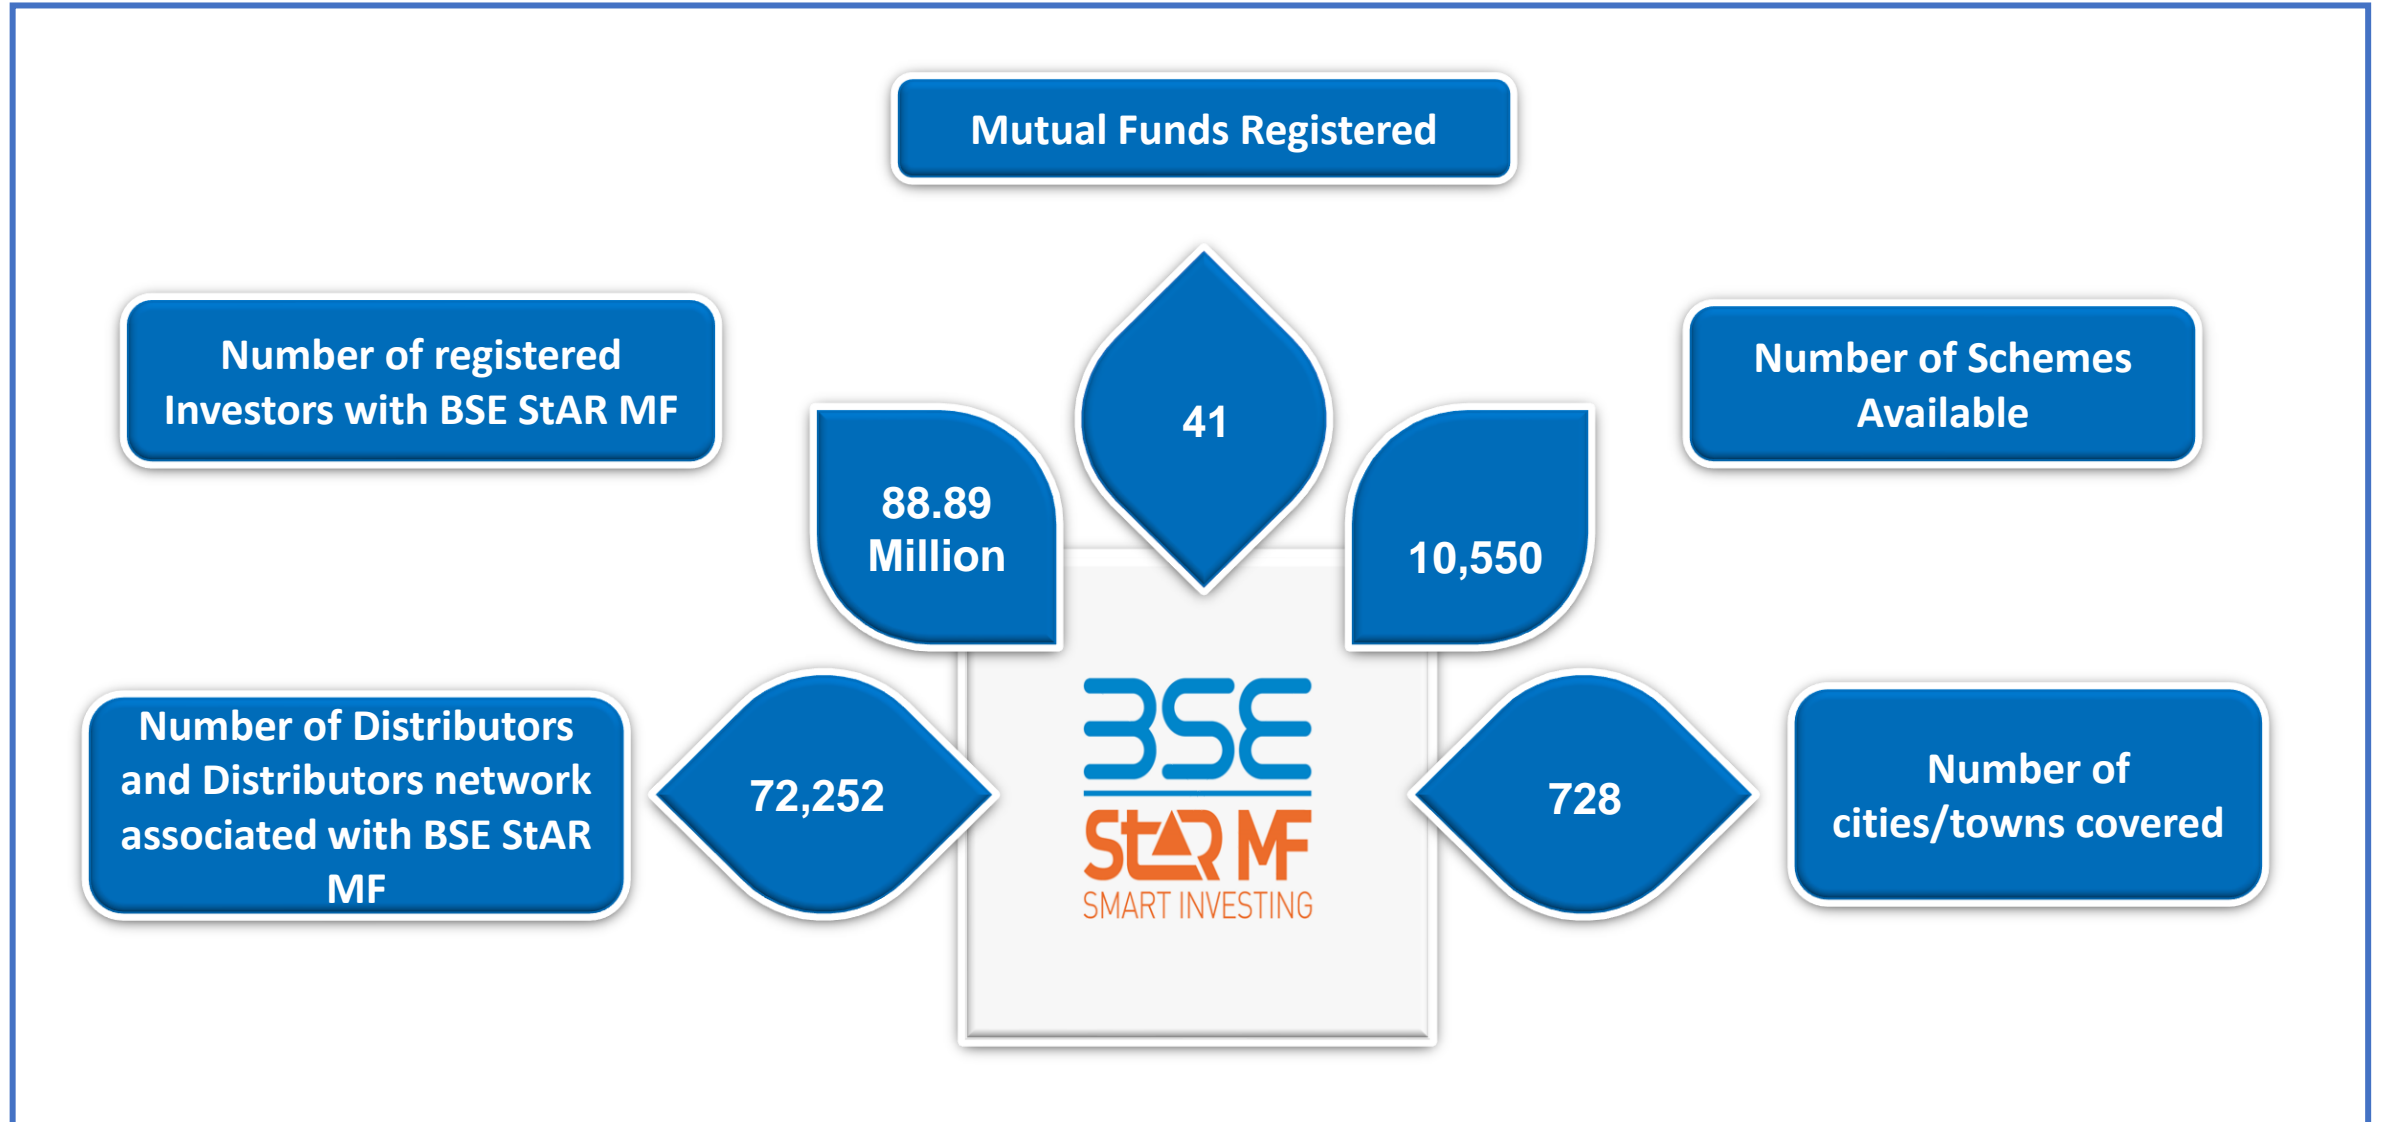 Mutual Funds Registered
Number of registered
Investors with BSE StAR MF
Number of Schemes
Available
41
88.89
Million
10,550
Number of Distributors
and Distributors network
associated with BSE StAR
MF
72,252
BSE
StAR MF
SMART INVESTING
728
Number of
cities/towns covered